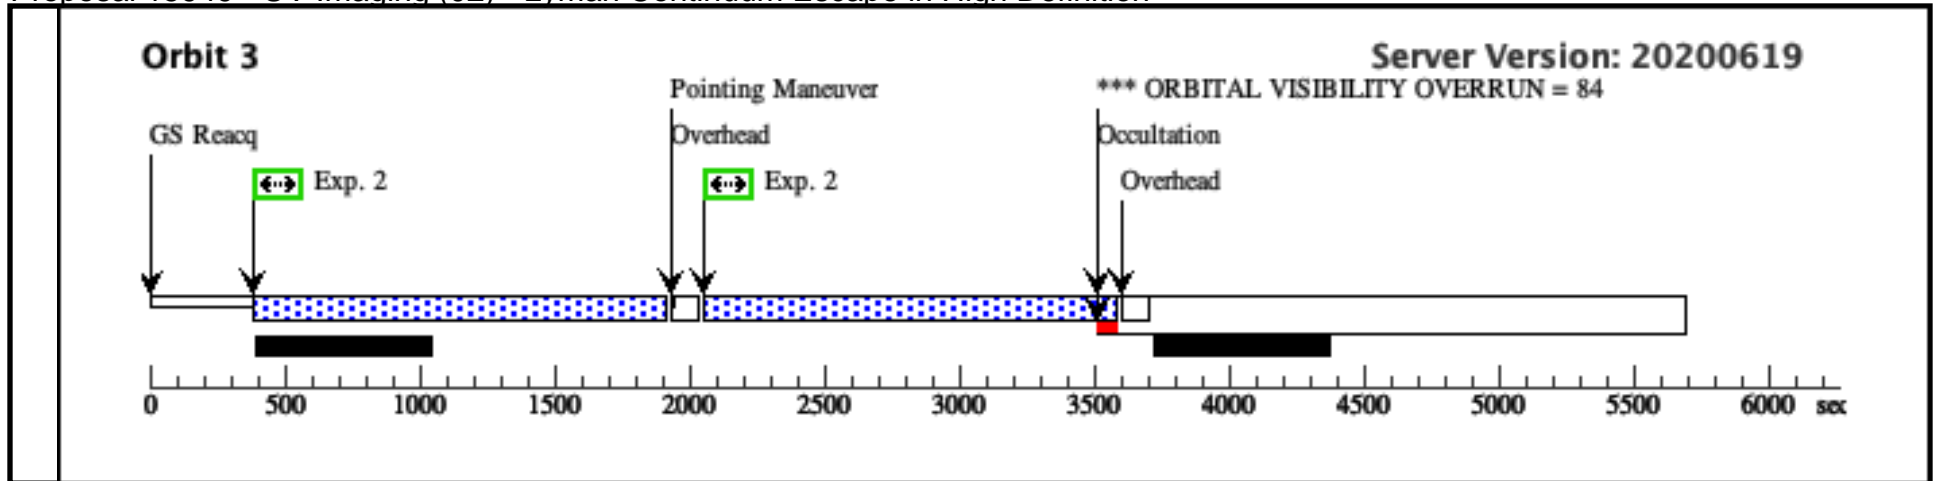 Orbit 3
Server Version: 20200619
Pointing Maneuver
*** ORBITAL VISIBILITY OVERRUN = 84
GS Reacq
Overhead
Occultation
Exp. 2
Exp. 2
Overhead
0 500 1000 1500 2000 2500 3000 3500 4000 4500 5000 5500 6000 sec